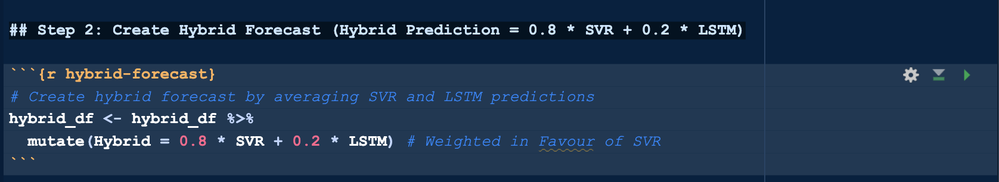 ## Step 2: Create Hybrid Forecast (Hybrid Prediction = 0.8 * SVR + 0.2 * LSTM)
```{r hybrid-forecast}
# Create hybrid forecast by averaging SVR and LSTM predictions
hybrid_df <- hybrid_df %>%
  mutate(Hybrid = 0.8 * SVR + 0.2 * LSTM) # Weighted in Favour of SVR
```